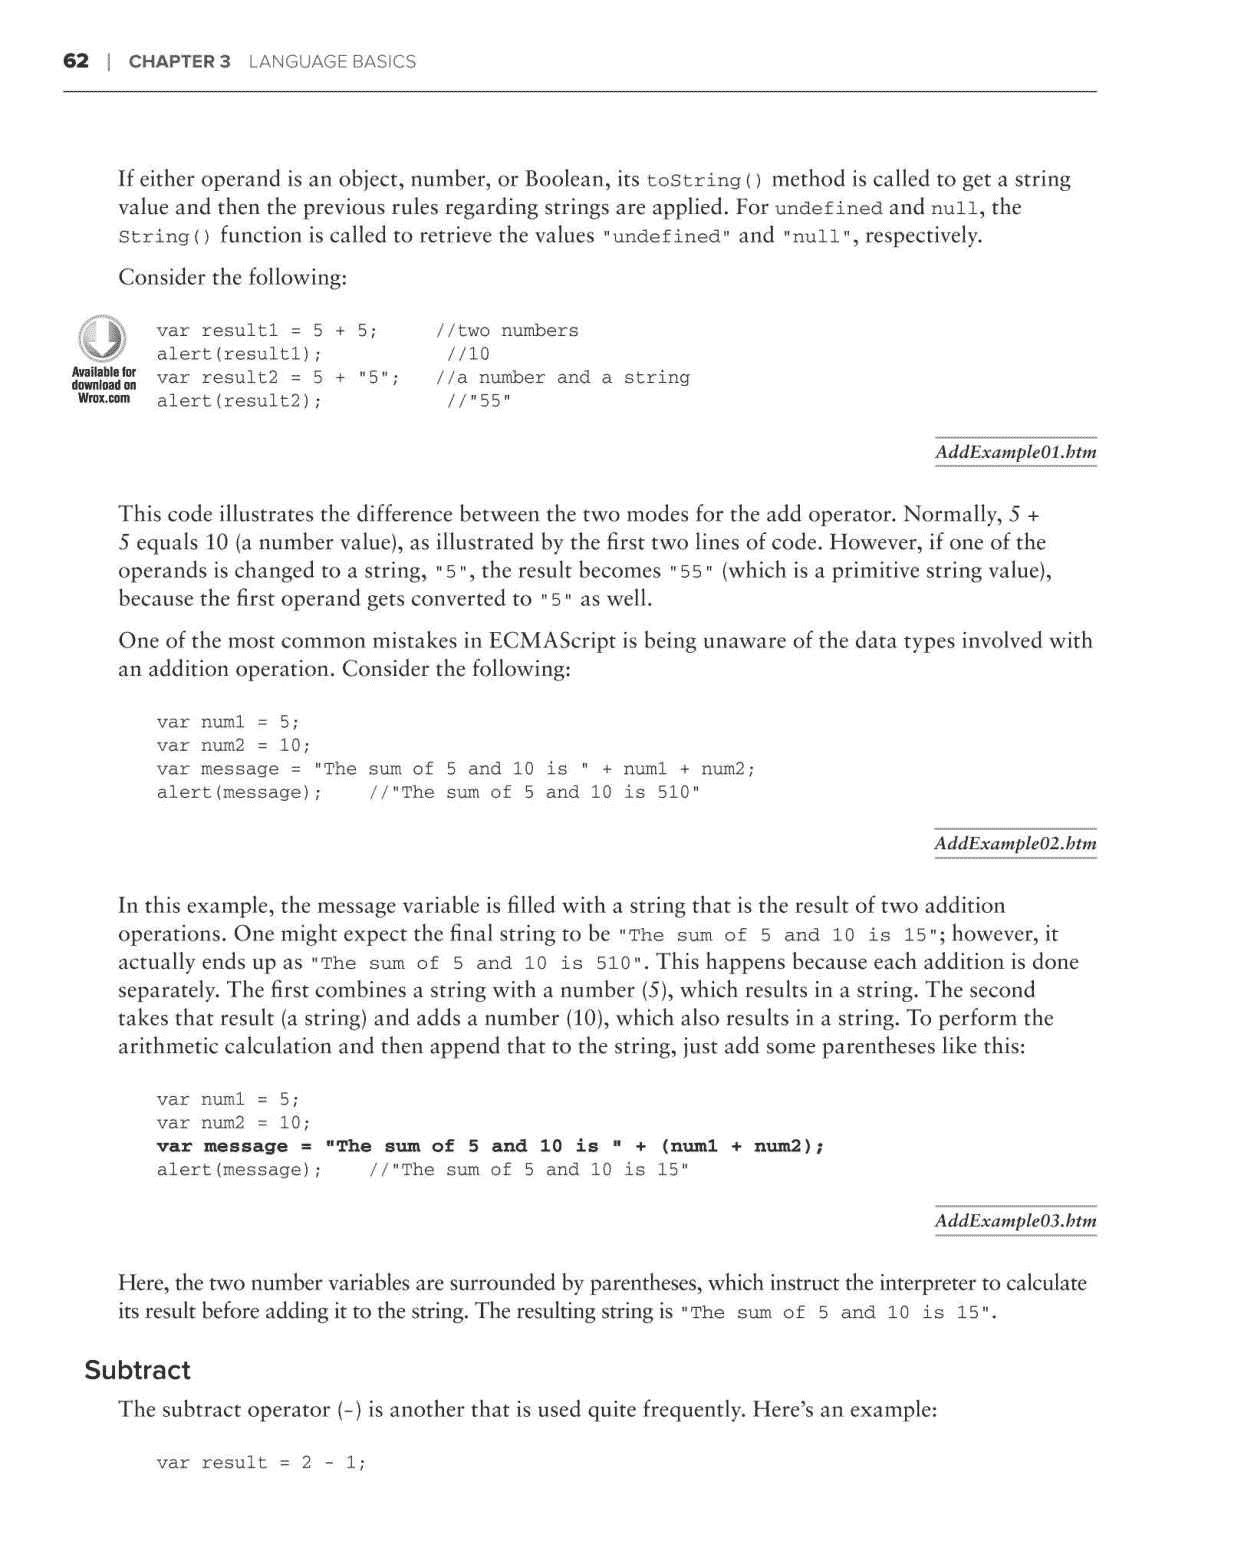 62 | CHAPTER 3 LANGUAGE BASICS
If either operand is an object, number, or Boolean, its toString() method is called to get a string
value and then the previous rules regarding strings are applied. For undefined and null, the
String() function is called to retrieve the values "undefined" and "null", respectively.
Consider the following:
var result1 = 5 + 5; //two numbers
alert(result1); //10
var result2 = 5 + "5"; //a number and a string
alert(result2); //"55"
Available for
download on
Wrox.com
AddExample01.htm
This code illustrates the difference between the two modes for the add operator. Normally, 5 +
5 equals 10 (a number value), as illustrated by the first two lines of code. However, if one of the
operands is changed to a string, "5", the result becomes "55" (which is a primitive string value),
because the first operand gets converted to "5" as well.
One of the most common mistakes in ECMAScript is being unaware of the data types involved with
an addition operation. Consider the following:
var num1 = 5;
var num2 = 10;
var message = "The sum of 5 and 10 is " + num1 + num2;
alert(message); //"The sum of 5 and 10 is 510"
AddExample02.htm
In this example, the message variable is filled with a string that is the result of two addition
operations. One might expect the final string to be "The sum of 5 and 10 is 15"; however, it
actually ends up as "The sum of 5 and 10 is 510". This happens because each addition is done
separately. The first combines a string with a number (5), which results in a string. The second
takes that result (a string) and adds a number (10), which also results in a string. To perform the
arithmetic calculation and then append that to the string, just add some parentheses like this:
var num1 = 5;
var num2 = 10;
var message = "The sum of 5 and 10 is " + (num1 + num2);
alert(message); //"The sum of 5 and 10 is 15"
AddExample03.htm
Here, the two number variables are surrounded by parentheses, which instruct the interpreter to calculate
its result before adding it to the string. The resulting string is "The sum of 5 and 10 is 15".
Subtract
The subtract operator (-) is another that is used quite frequently. Here's an example:
var result = 2 - 1;